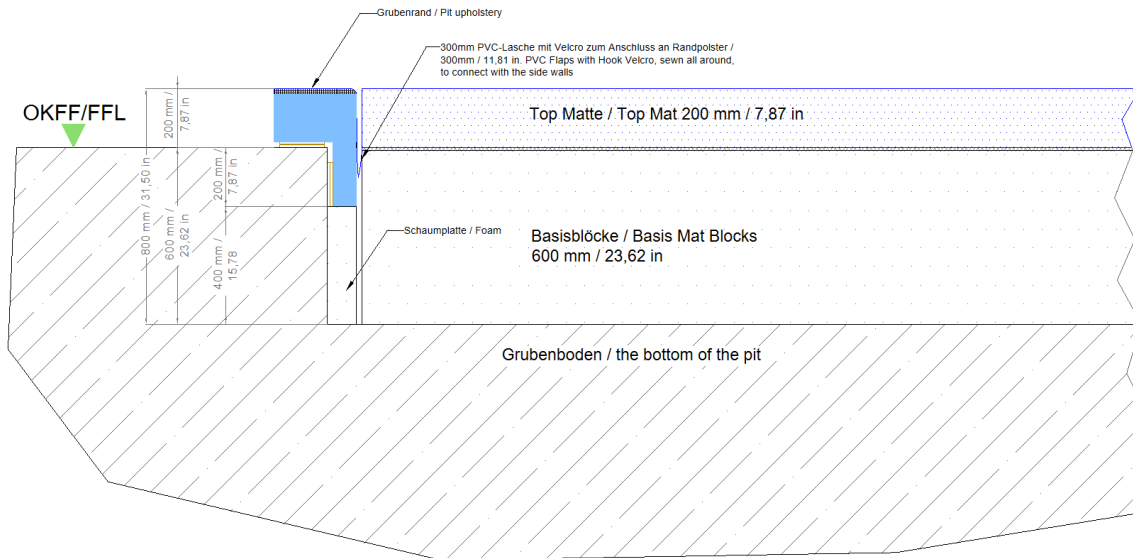 Grubenrand / Pit upholstery
300mm PVC-Lasche mit Velcro zum Anschluss an Randpolster /
300mm / 11,81 in. PVC Flaps with Hook Velcro, sewn all around,
to connect with the side walls
OKFF/FFL
200 mm /
7,87 in
Top Matte / Top Mat 200 mm / 7,87 in
800 mm / 31,50 in
600 mm /
23,62 in
200 mm /
7,87 in
400 mm /
15,78
Schaumplatte / Foam
Basisblöcke / Basis Mat Blocks
600 mm / 23,62 in
Grubenboden / the bottom of the pit